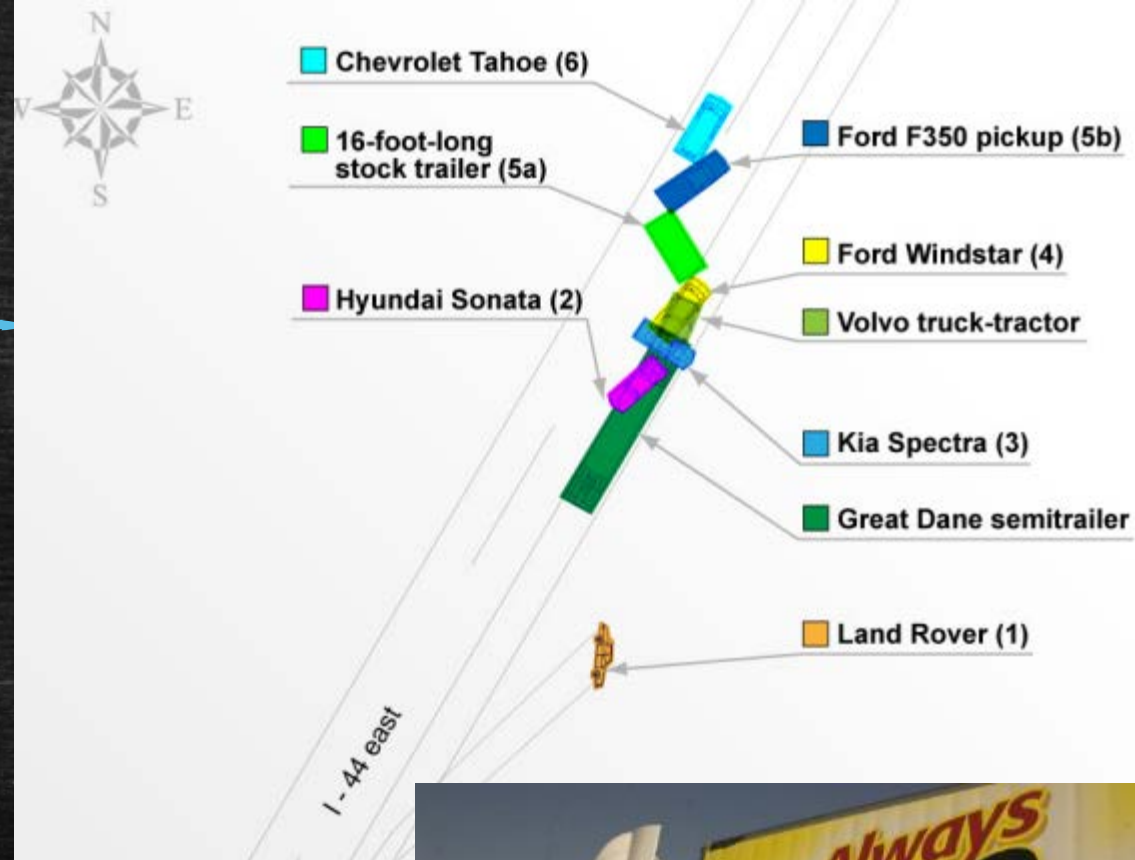 N
E
S
Chevrolet Tahoe (6)
16-foot-long
stock trailer (5a)
Hyundai Sonata (2)
Ford F350 pickup (5b)
Ford Windstar (4)
Volvo truck-tractor
Kia Spectra (3)
Great Dane semitrailer
Land Rover (1)
I - 44 east
Always